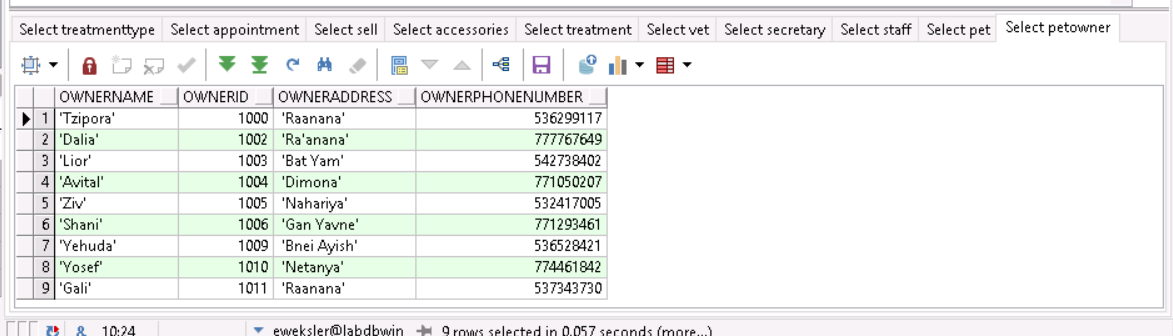 Select treatmenttype Select appointment Select sell Select accessories Select treatment Select vet Select secretary Select staff Select pet Select petowner
OWNERNAME OWNERID OWNERADDRESS OWNERPHONENUMBER
1 'Tzipora' 1000 'Raanana' 536299117
2 'Dalia' 1002 'Ra'anana' 777767649
3 'Lior' 1003 'Bat Yam' 542738402
4 'Avital' 1004 'Dimona' 771050207
5 'Ziv' 1005 'Nahariya' 532417005
6 'Shani' 1006 'Gan Yavne' 771293461
7 'Yehuda' 1009 'Bnei Ayish' 536528421
8 'Yosef' 1010 'Netanya' 774461842
9 'Gali' 1011 'Raanana' 537343730
& 10:24 eweksler@labdbwin 9 rows selected in 0.057 seconds (more...)